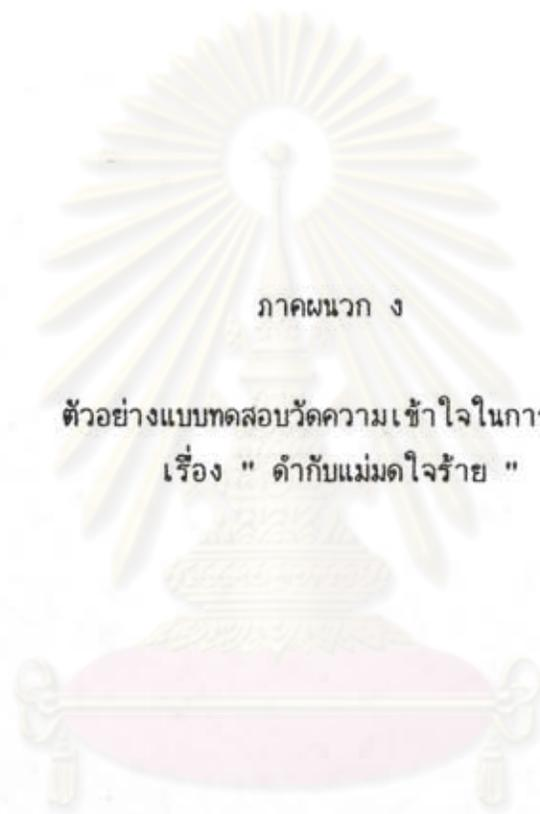 ภาคผนวก ง
ตัวอย่างแบบทดสอบวัดความเข้าใจในกา
เรื่อง " ดำกับแม่มดใจร้าย "